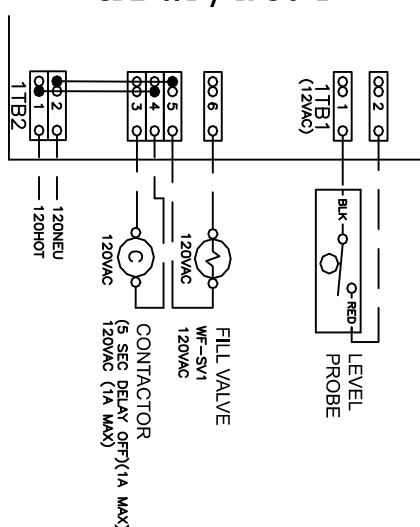 2
1TB1
(12VAC)
1
BLK
RED
LEVEL
PROBE
6
5
4
3
120VAC
FILL VALVE
WF-SV1
120VAC
C
120VAC
CONTACTOR
(5 SEC DELAY OFF)(1A MAX)
120VAC (1A MAX)
2
1
1TB2
120NEU
120HOT